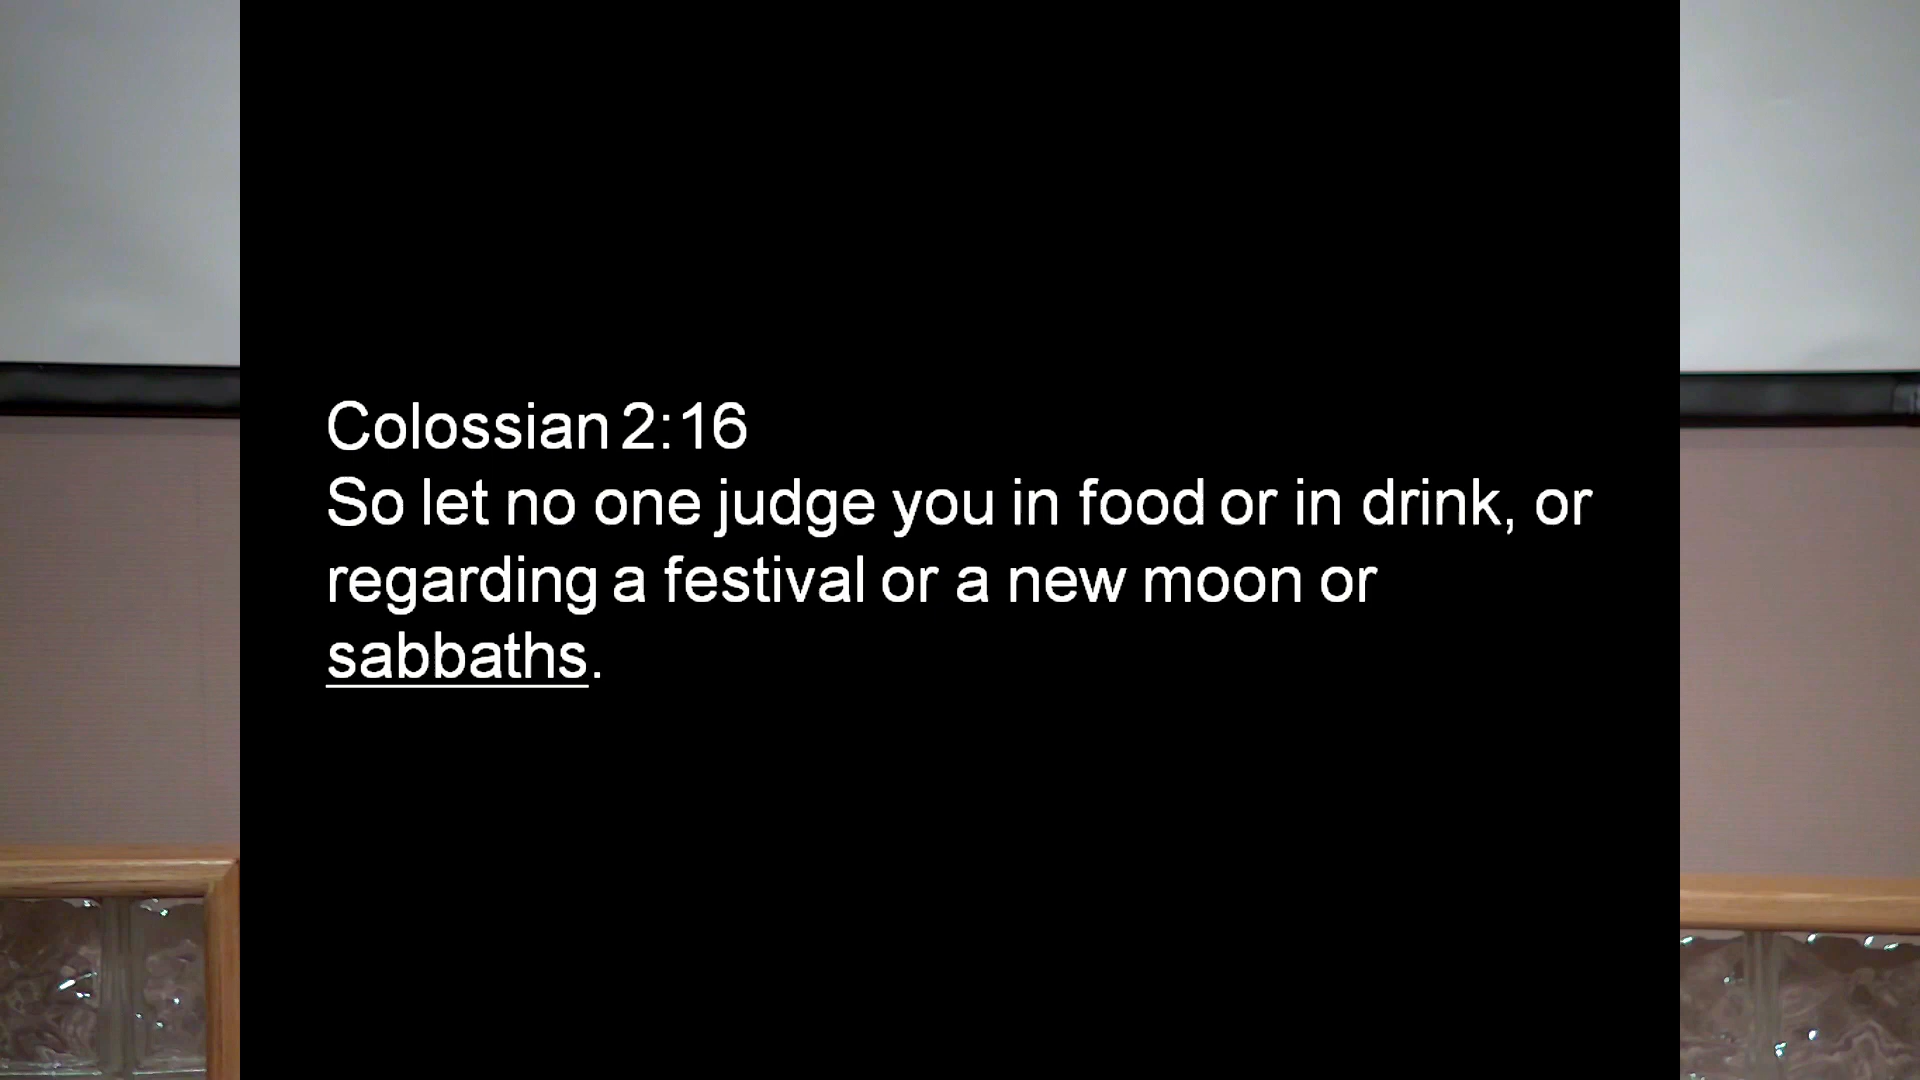 Colossian 2:16
So let no one judge you in food or in drink, or
regarding a festival or a new moon or
sabbaths.